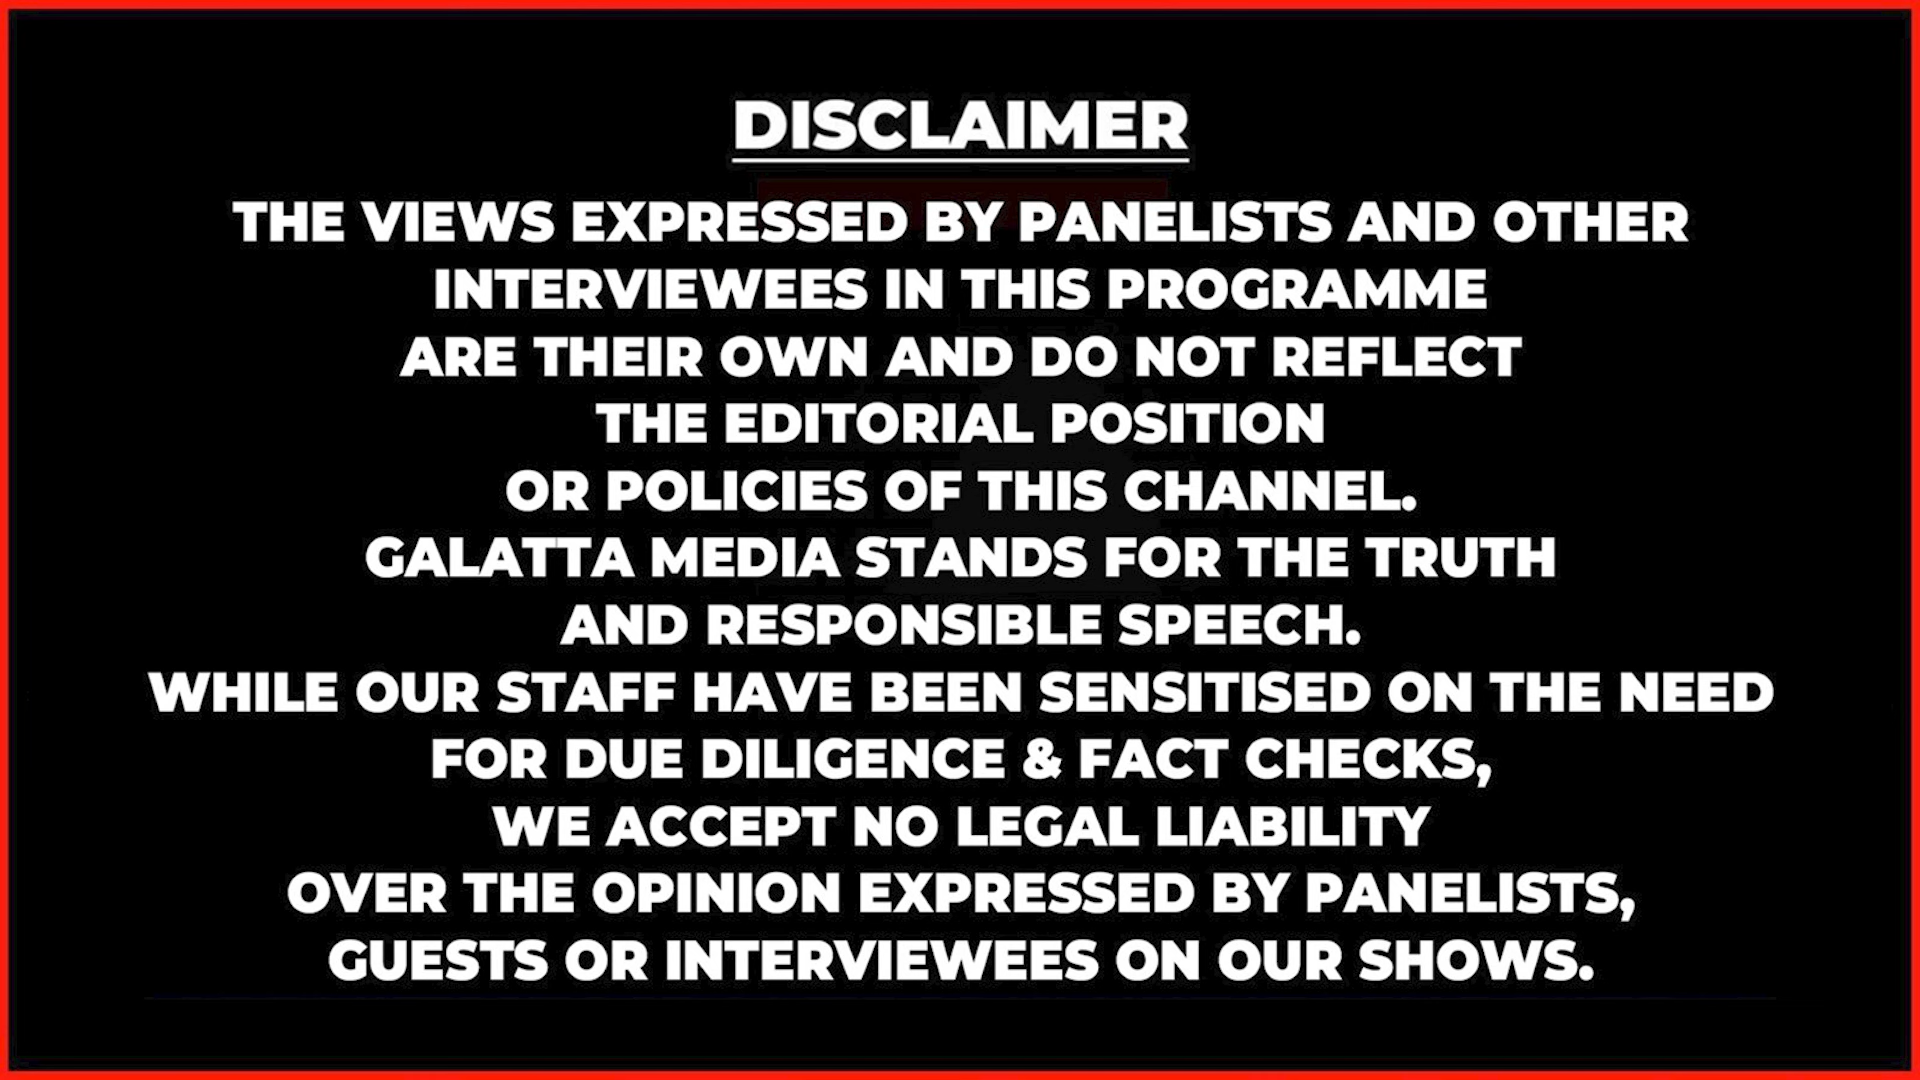 DISCLAIMER
THE VIEWS EXPRESSED BY PANELISTS AND OTHER
INTERVIEWEES IN THIS PROGRAMME
ARE THEIR OWN AND DO NOT REFLECT
THE EDITORIAL POSITION
OR POLICIES OF THIS CHANNEL.
GALATTA MEDIA STANDS FOR THE TRUTH
AND RESPONSIBLE SPEECH.
WHILE OUR STAFF HAVE BEEN SENSITISED ON THE NEED
FOR DUE DILIGENCE & FACT CHECKS,
WE ACCEPT NO LEGAL LIABILITY
OVER THE OPINION EXPRESSED BY PANELISTS,
GUESTS OR INTERVIEWEES ON OUR SHOWS.